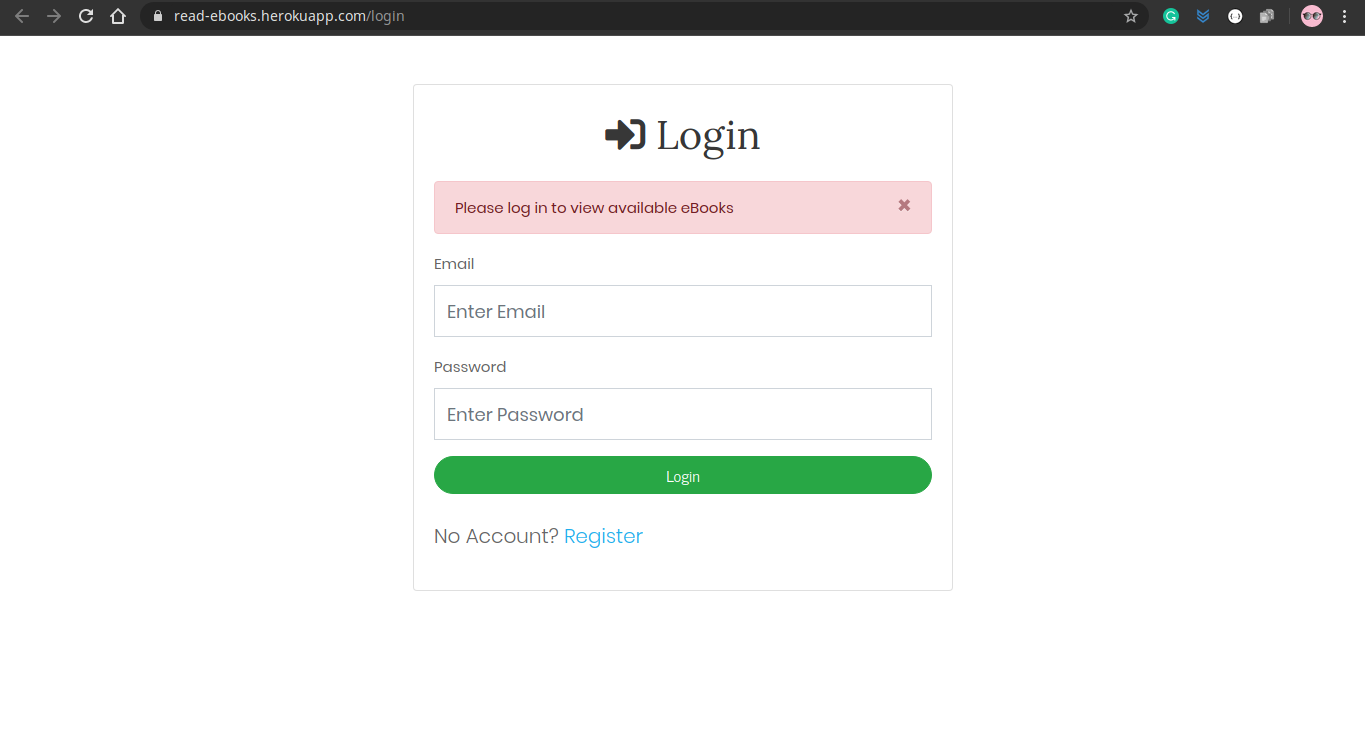 read-ebooks.herokuapp.com/login
Login
Please log in to view available eBooks
Email
Enter Email
Password
Enter Password
Login
No Account? Register